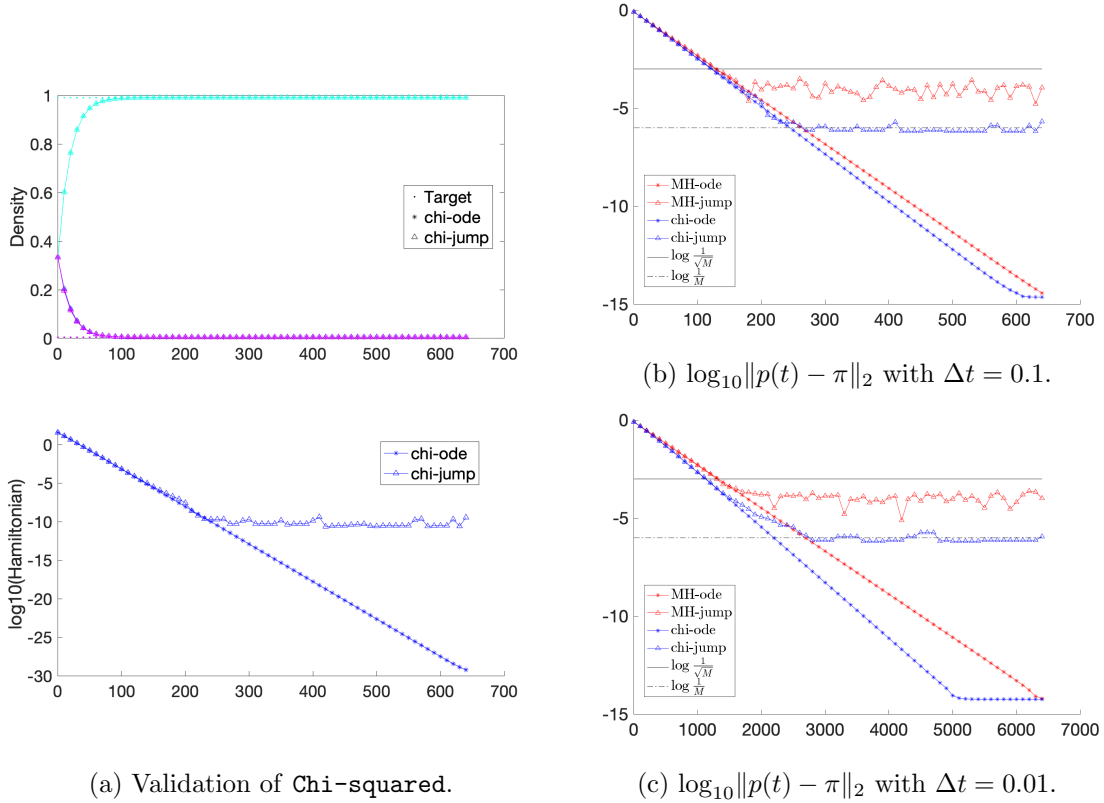 1
0.8
0.6
0.4
0.2
0
Density
Target
chi-ode
chi-jump
0 100 200 300 400 500 600 700
0
-5
-10
-15
-20
-25
-30
log10(Hamiltonian)
chi-ode
chi-jump
0 100 200 300 400 500 600 700
(a) Validation of Chi-squared.
0
-5
-10
-15
MH-ode
MH-jump
chi-ode
chi-jump
log 1/√M
log 1/M
0 100 200 300 400 500 600 700
(b) log₁₀‖p(t) − π‖₂ with Δt = 0.1.
0
-5
-10
-15
MH-ode
MH-jump
chi-ode
chi-jump
log 1/√M
log 1/M
0 1000 2000 3000 4000 5000 6000 7000
(c) log₁₀‖p(t) − π‖₂ with Δt = 0.01.